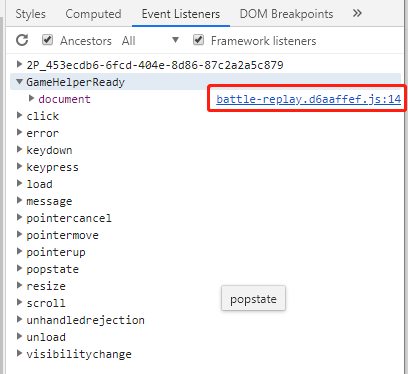 Styles Computed Event Listeners DOM Breakpoints »
Ancestors All Framework listeners
2P_453ecdb6-6fcd-404e-8d86-87c2a2a5c879
GameHelperReady
document battle-replay.d6aaffef.js:14
click
error
keydown
keypress
load
message
pointercancel
pointermove
pointerup
popstate
resize
popstate
scroll
unhandledrejection
unload
visibilitychange